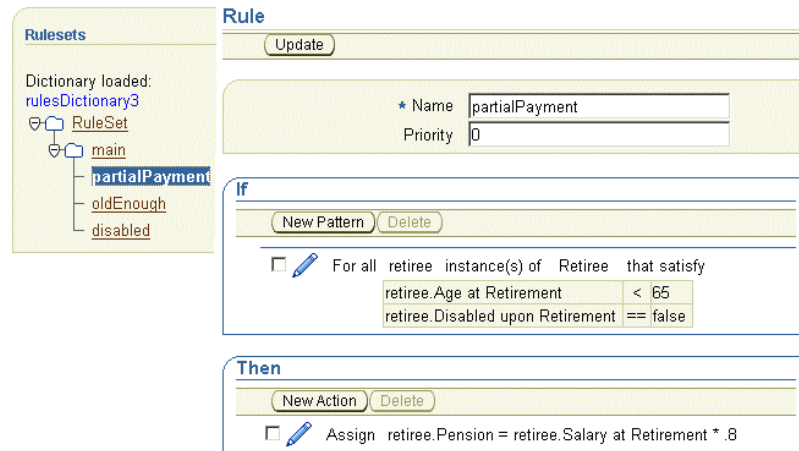 Rulesets
Dictionary loaded:
rulesDictionary3
RuleSet
main
partialPayment
oldEnough
disabled
Rule
Update
* Name partialPayment
Priority 0
If
New Pattern Delete
For all retiree instance(s) of Retiree that satisfy
retiree.Age at Retirement < 65
retiree.Disabled upon Retirement == false
Then
New Action Delete
Assign retiree.Pension = retiree.Salary at Retirement * .8